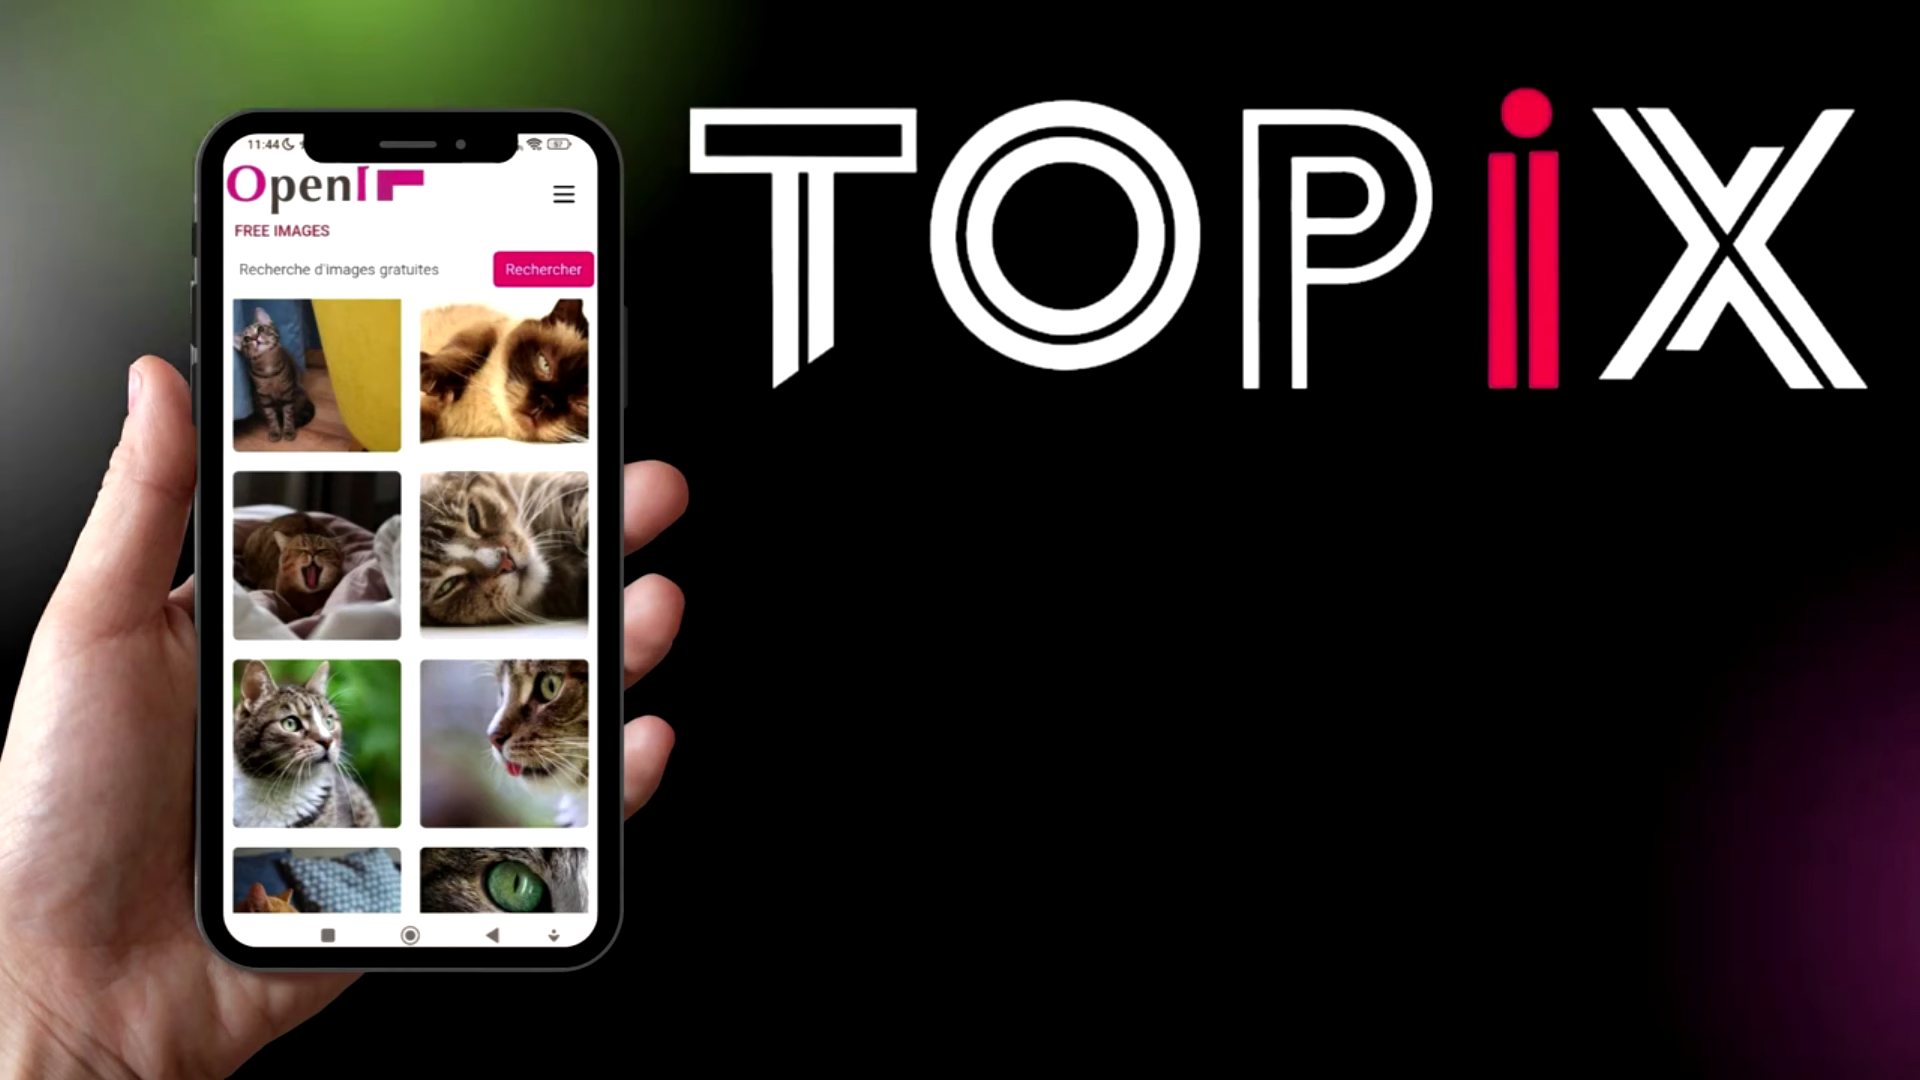 11:44
OpenI
FREE IMAGES
Recherche d'images gratuites
Rechercher
TOPiX